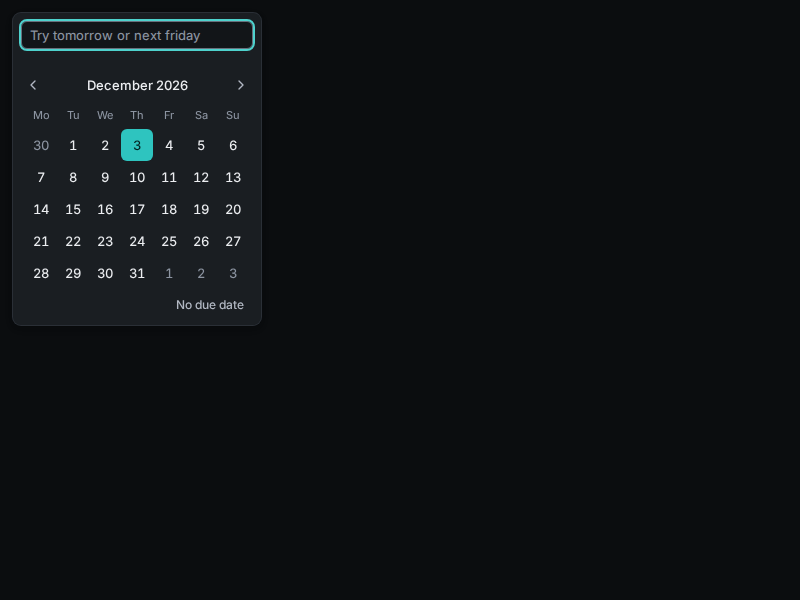 Try tomorrow or next friday
December 2026
Mo Tu We Th Fr Sa Su
30 1 2 3 4 5 6
7 8 9 10 11 12 13
14 15 16 17 18 19 20
21 22 23 24 25 26 27
28 29 30 31 1 2 3
No due date